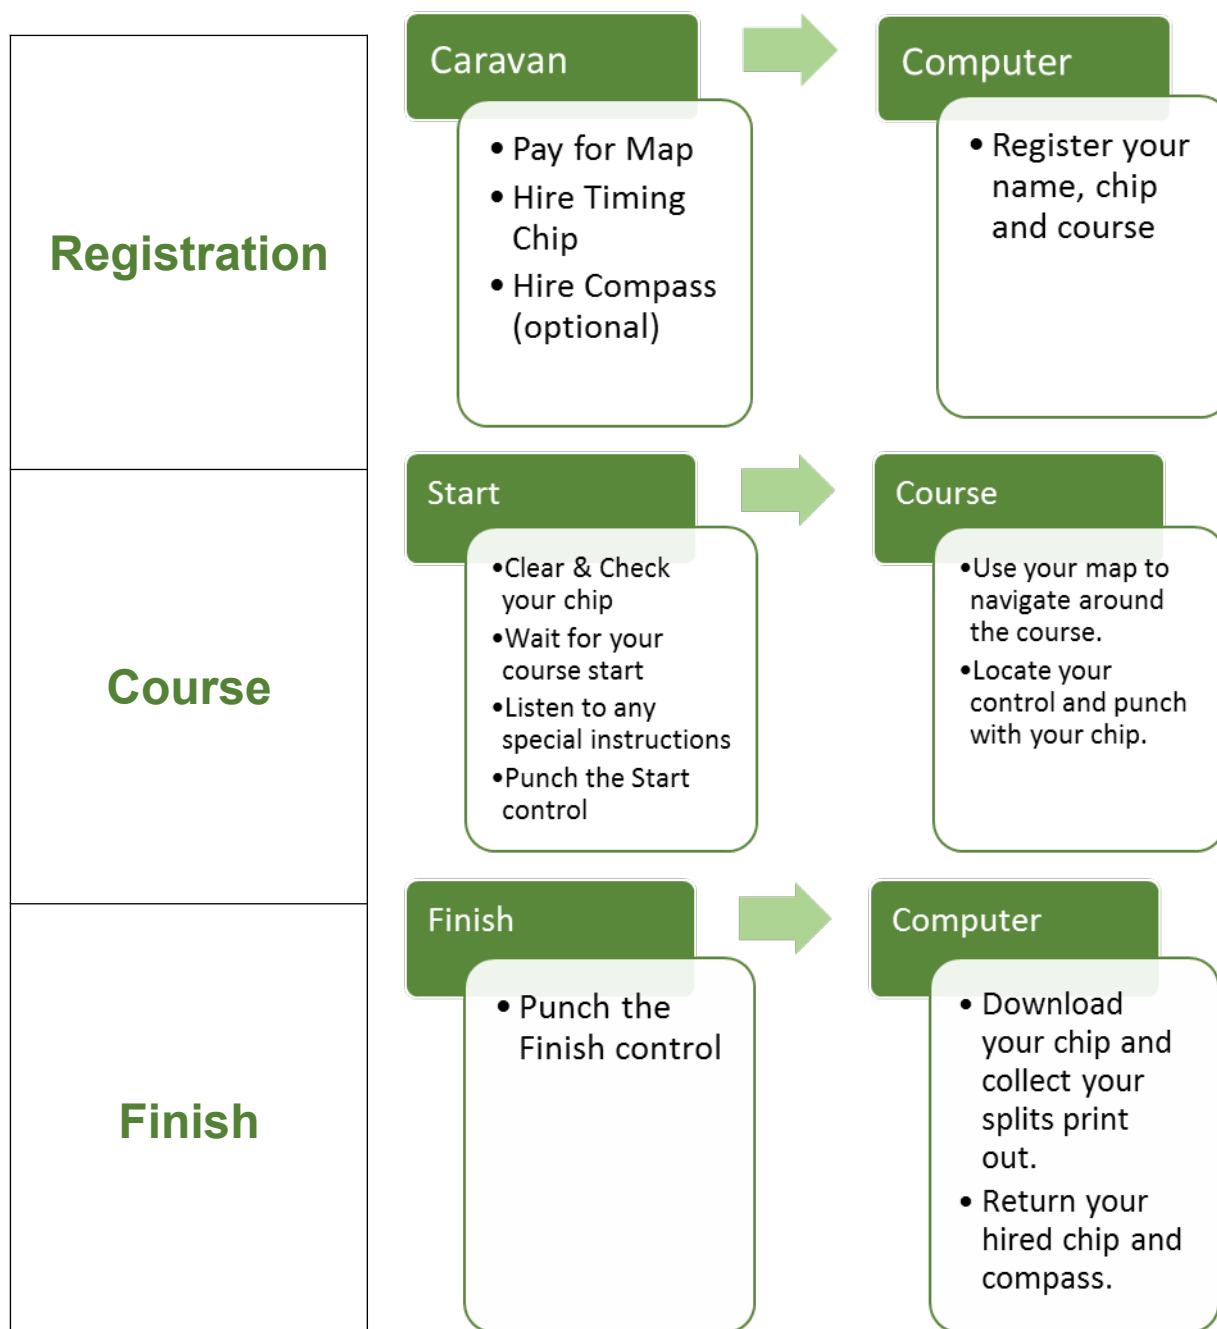 Registration
Caravan
• Pay for Map
• Hire Timing
Chip
• Hire Compass
(optional)
Computer
• Register your
name, chip
and course
Course
Start
•Clear & Check
your chip
•Wait for your
course start
•Listen to any
special instructions
•Punch the Start
control
Course
•Use your map to
navigate around
the course.
•Locate your
control and punch
with your chip.
Finish
Finish
• Punch the
Finish control
Computer
• Download
your chip and
collect your
splits print
out.
• Return your
hired chip and
compass.